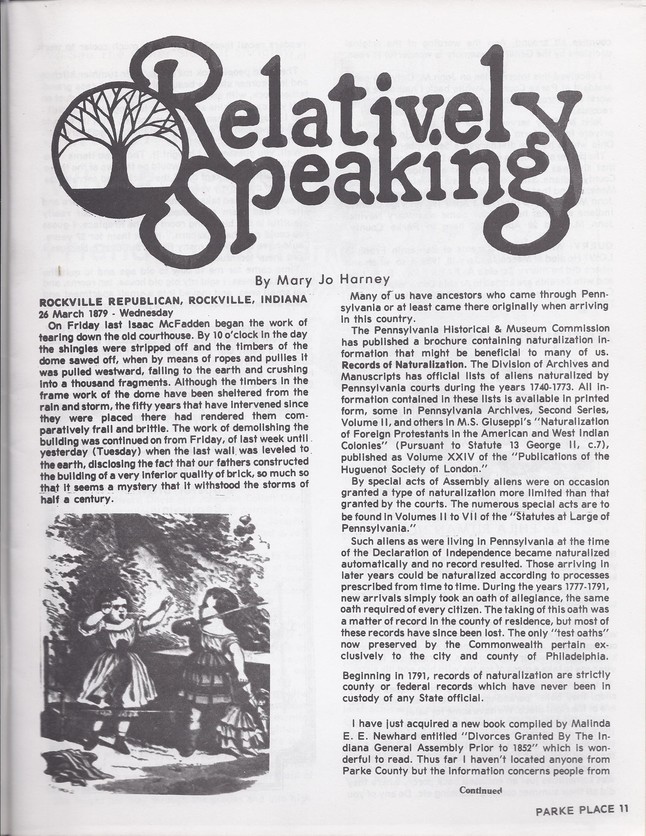 Relatively
Speaking
By Mary Jo Harney
ROCKVILLE REPUBLICAN, ROCKVILLE, INDIANA
26 March 1879 - Wednesday
On Friday last Isaac McFadden began the work of
tearing down the old courthouse. By 10 o'clock in the day
the shingles were stripped off and the timbers of the
dome sawed off, when by means of ropes and pullies it
was pulled westward, falling to the earth and crushing
into a thousand fragments. Although the timbers in the
frame work of the dome have been sheltered from the
rain and storm, the fifty years that have intervened since
they were placed there had rendered them com-
paratively frail and brittle. The work of demolishing the
building was continued on from Friday, of last week until
yesterday (Tuesday) when the last wall was leveled to
the earth, disclosing the fact that our fathers constructed
the building of a very inferior quality of brick, so much so
that it seems a mystery that it withstood the storms of
half a century.
Many of us have ancestors who came through Penn-
sylvania or at least came there originally when arriving
in this country.
The Pennsylvania Historical & Museum Commission
has published a brochure containing naturalization in-
formation that might be beneficial to many of us.
Records of Naturalization. The Division of Archives and
Manuscripts has official lists of aliens naturalized by
Pennsylvania courts during the years 1740-1773. All in-
formation contained in these lists is available in printed
form, some in Pennsylvania Archives, Second Series,
Volume II, and others in M.S. Giuseppi's "Naturalization
of Foreign Protestants in the American and West Indian
Colonies" (Pursuant to Statute 13 George II, c.7),
published as Volume XXIV of the "Publications of the
Huguenot Society of London."
By special acts of Assembly aliens were on occasion
granted a type of naturalization more limited than that
granted by the courts. The numerous special acts are to
be found in Volumes II to VII of the "Statutes at Large of
Pennsylvania."
Such aliens as were living in Pennsylvania at the time
of the Declaration of Independence became naturalized
automatically and no record resulted. Those arriving in
later years could be naturalized according to processes
prescribed from time to time. During the years 1777-1791,
new arrivals simply took an oath of allegiance, the same
oath required of every citizen. The taking of this oath was
a matter of record in the county of residence, but most of
these records have since been lost. The only "test oaths"
now preserved by the Commonwealth pertain ex-
clusively to the city and county of Philadelphia.
Beginning in 1791, records of naturalization are strictly
county or federal records which have never been in
custody of any State official.
I have just acquired a new book compiled by Malinda
E. E. Newhard entitled "Divorces Granted By The In-
diana General Assembly Prior to 1852" which is won-
derful to read. Thus far I haven't located anyone from
Parke County but the information concerns people from
Continued
PARKE PLACE 11